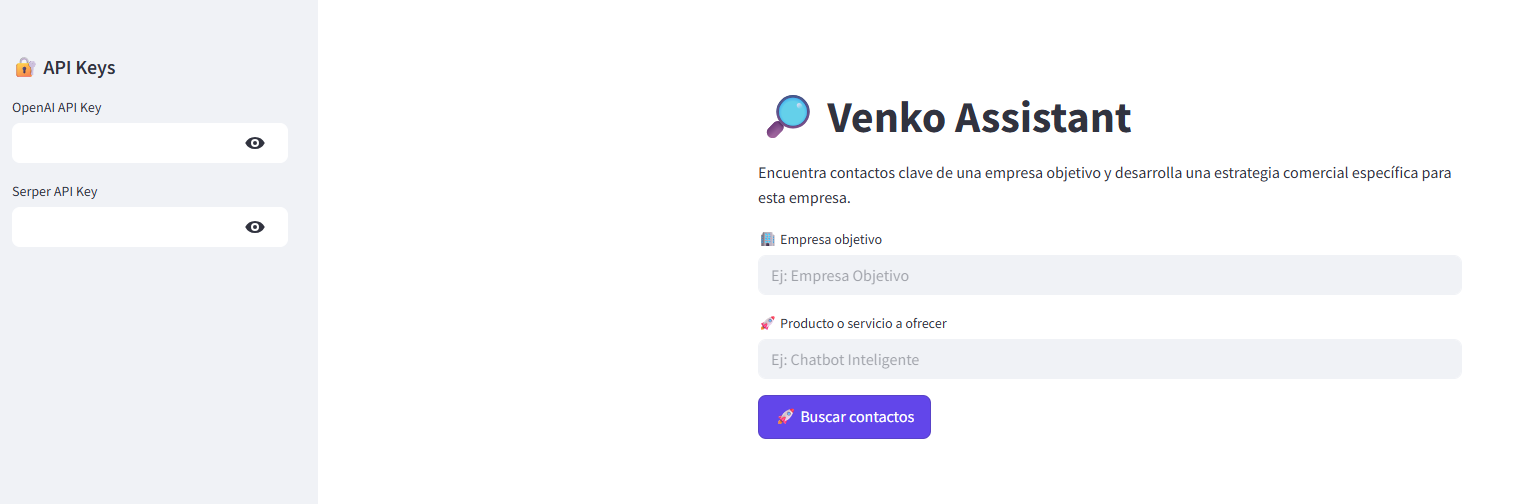 API Keys
OpenAI API Key
Serper API Key
Venko Assistant
Encuentra contactos clave de una empresa objetivo y desarrolla una estrategia comercial específica para
esta empresa.
Empresa objetivo
Ej: Empresa Objetivo
Producto o servicio a ofrecer
Ej: Chatbot Inteligente
Buscar contactos